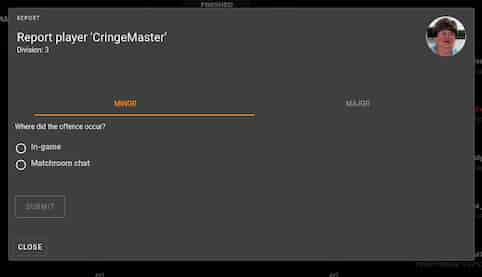 FINISHED
REPORT
Report player 'CringeMaster'
Division: 3
MINOR
MAJOR
Where did the offence occur?
In-game
Matchroom chat
SUBMIT
CLOSE